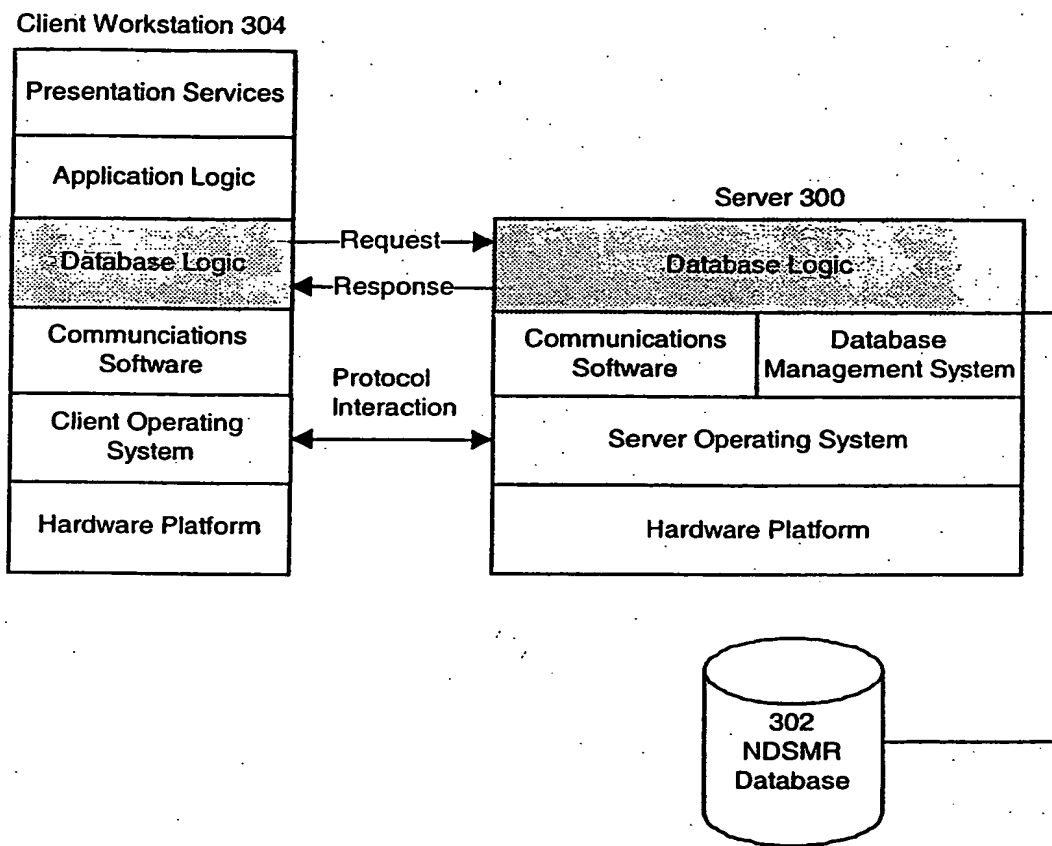 Client Workstation 304
Presentation Services
Application Logic
Database Logic
Communciations
Software
Client Operating
System
Hardware Platform
Request
Response
Protocol
Interaction
Server 300
Database Logic
Communications
Software
Database
Management System
Server Operating System
Hardware Platform
302
NDSMR
Database